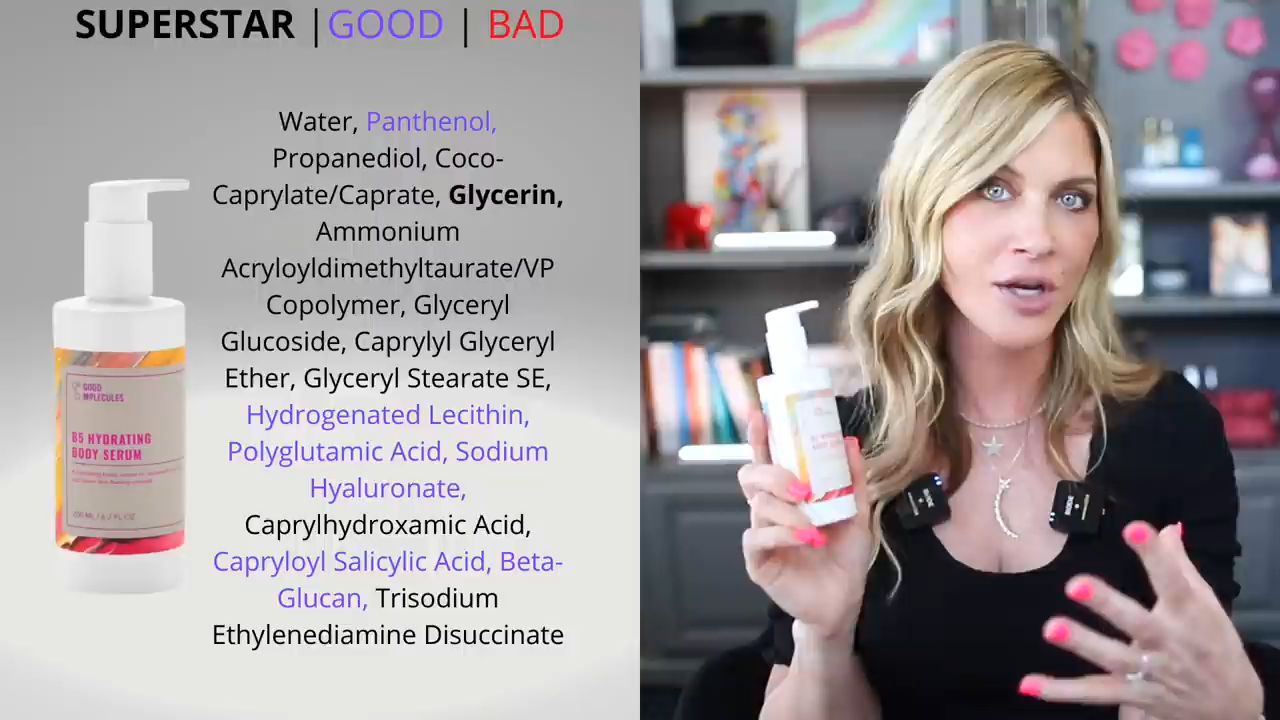 SUPERSTAR | GOOD | BAD
Water, Panthenol,
Propanediol, Coco-
Caprylate/Caprate, Glycerin,
Ammonium
Acryloyldimethyltaurate/VP
Copolymer, Glyceryl
Glucoside, Caprylyl Glyceryl
Ether, Glyceryl Stearate SE,
Hydrogenated Lecithin,
Polyglutamic Acid, Sodium
Hyaluronate,
Caprylhydroxamic Acid,
Capryloyl Salicylic Acid, Beta-
Glucan, Trisodium
Ethylenediamine Disuccinate
GOOD
MOLECULES
B5 HYDRATING
BODY SERUM